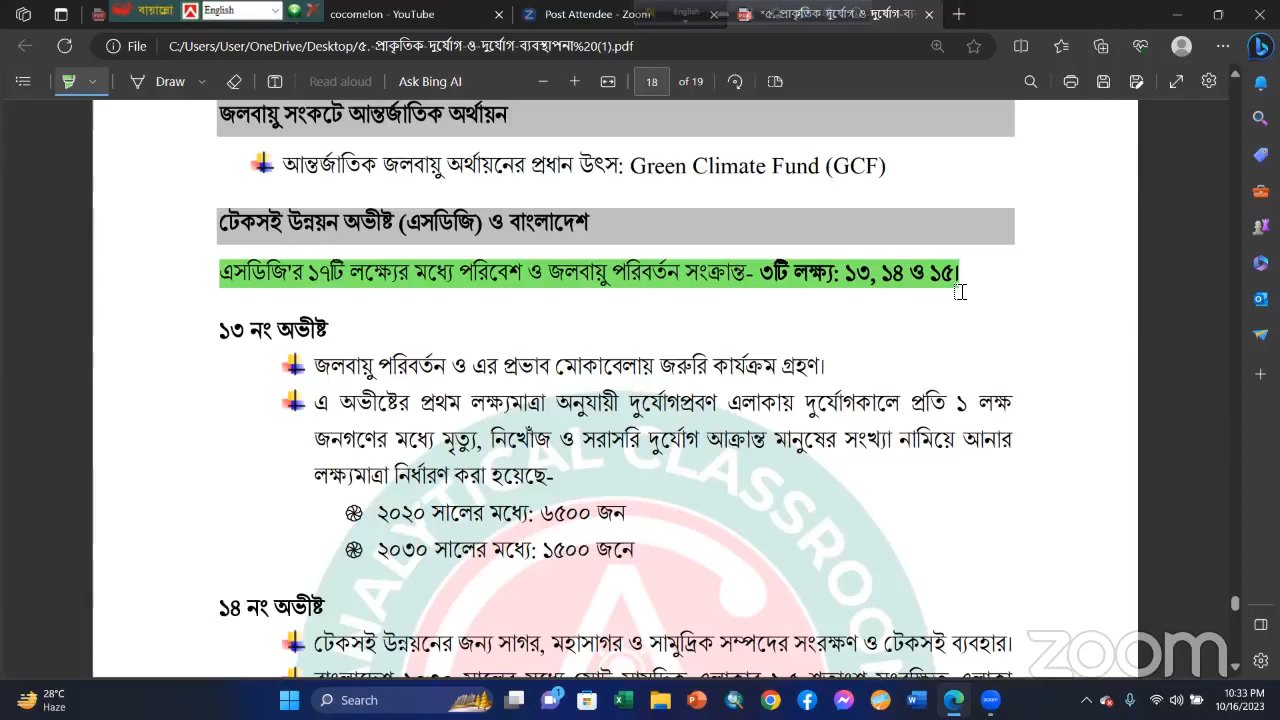 বায়ান্নো English cocomelon - YouTube Post Attendee - Zoom ৫. প্রাকৃতিক দুর্যোগ ও দুর্যোগ-ব্য
File C:/Users/OneDrive/Desktop/৫.প্রাকৃতিক দুর্যোগ-ও-দুর্যোগ-ব্যবস্থাপনা%20(1).pdf
Draw Read aloud Ask Bing AI 18 of 19
জলবায়ু সংকটে আন্তর্জাতিক অর্থায়ন
আন্তর্জাতিক জলবায়ু অর্থায়নের প্রধান উৎস: Green Climate Fund (GCF)
টেকসই উন্নয়ন অভীষ্ট (এসডিজি) ও বাংলাদেশ
এসডিজি'র ১৭টি লক্ষ্যের মধ্যে পরিবেশ ও জলবায়ু পরিবর্তন সংক্রান্ত- ৩টি লক্ষ্য: ১৩, ১৪ ও ১৫।
১৩ নং অভীষ্ট
জলবায়ু পরিবর্তন ও এর প্রভাব মোকাবেলায় জরুরি কার্যক্রম গ্রহণ।
এ অভীষ্টের প্রথম লক্ষ্যমাত্রা অনুযায়ী দুর্যোগপ্রবণ এলাকায় দুর্যোগকালে প্রতি ১ লক্ষ
জনগণের মধ্যে মৃত্যু, নিখোঁজ ও সরাসরি দুর্যোগ আক্রান্ত মানুষের সংখ্যা নামিয়ে আনার
লক্ষ্যমাত্রা নির্ধারণ করা হয়েছে-
২০২০ সালের মধ্যে: ৬৫০০ জন
২০৩০ সালের মধ্যে: ১৫০০ জনে
ANALYTICAL CLASSROOM
১৪ নং অভীষ্ট
টেকসই উন্নয়নের জন্য সাগর, মহাসাগর ও সামুদ্রিক সম্পদের সংরক্ষণ ও টেকসই ব্যবহার।
zoom
28°C
Haze
Search
10:33 PM
10/16/2023